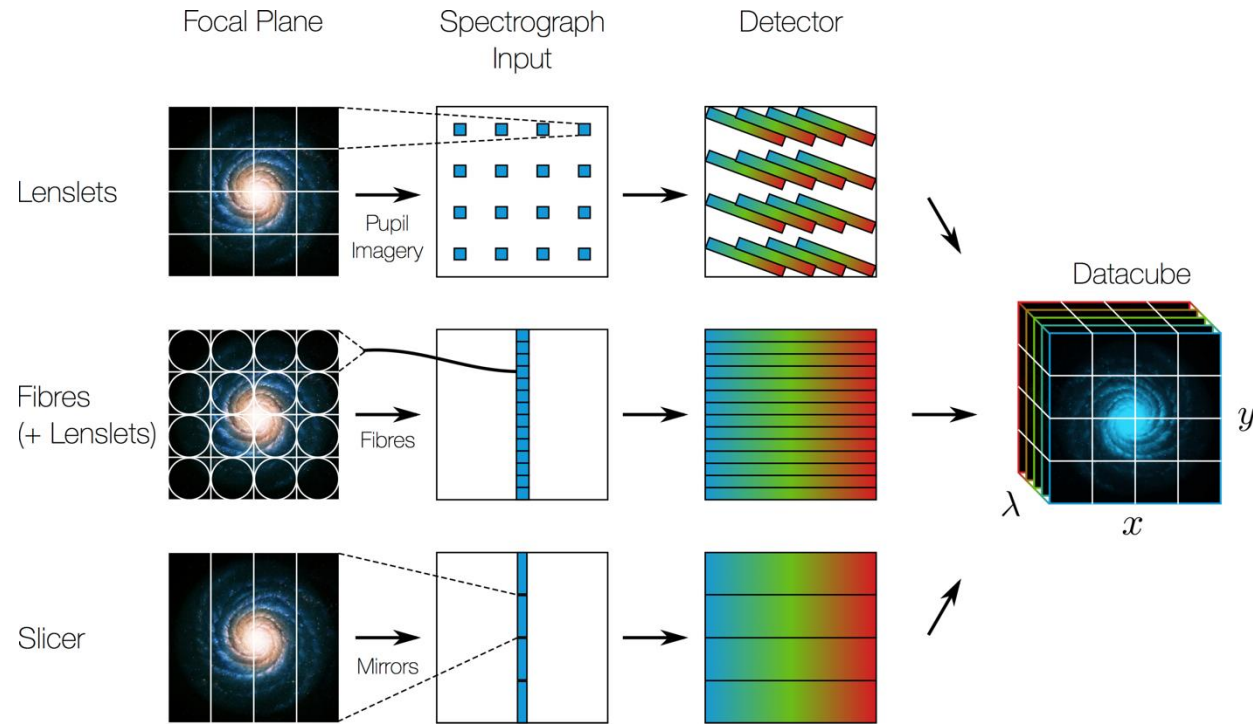 Focal Plane
Spectrograph
Input
Detector
Lenslets
Pupil
Imagery
Datacube
Fibres
(+ Lenslets)
Fibres
y
λ
x
Slicer
Mirrors